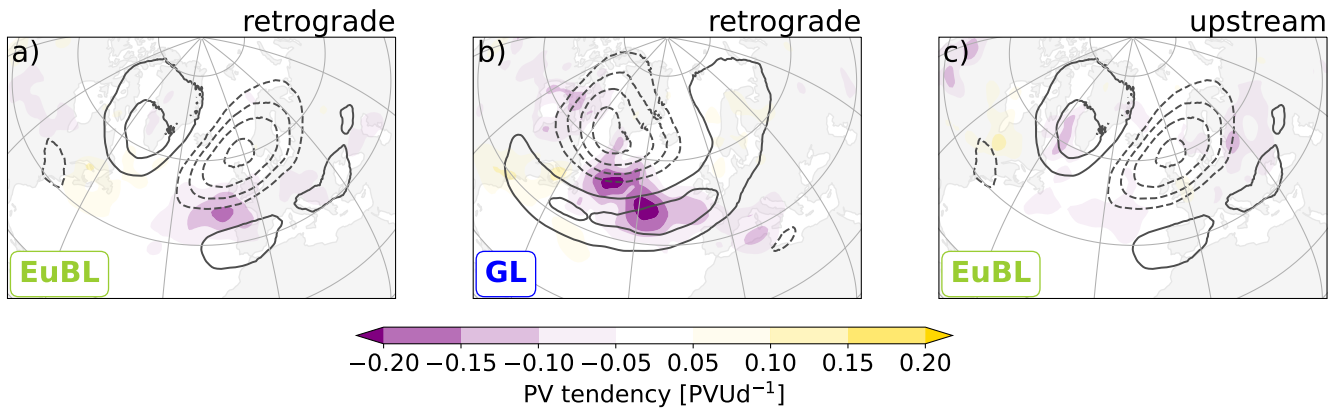 retrograde
retrograde
upstream
a)
b)
c)
EuBL
GL
EuBL
−0.20 −0.15 −0.10 −0.05 0.05 0.10 0.15 0.20
PV tendency [PVUd⁻¹]